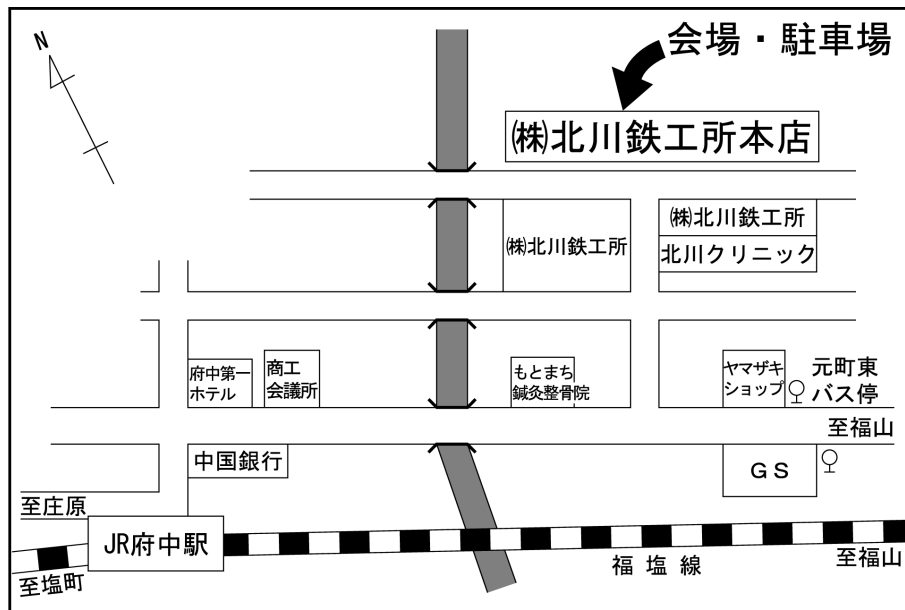 N
会場・駐車場
㈱北川鉄工所本店
㈱北川鉄工所
㈱北川鉄工所
北川クリニック
府中第一
ホテル
商工
会議所
もとまち
鍼灸整骨院
ヤマザキ
ショップ
元町東
バス停
至福山
中国銀行
GS
至庄原
JR府中駅
至塩町
福塩線
至福山